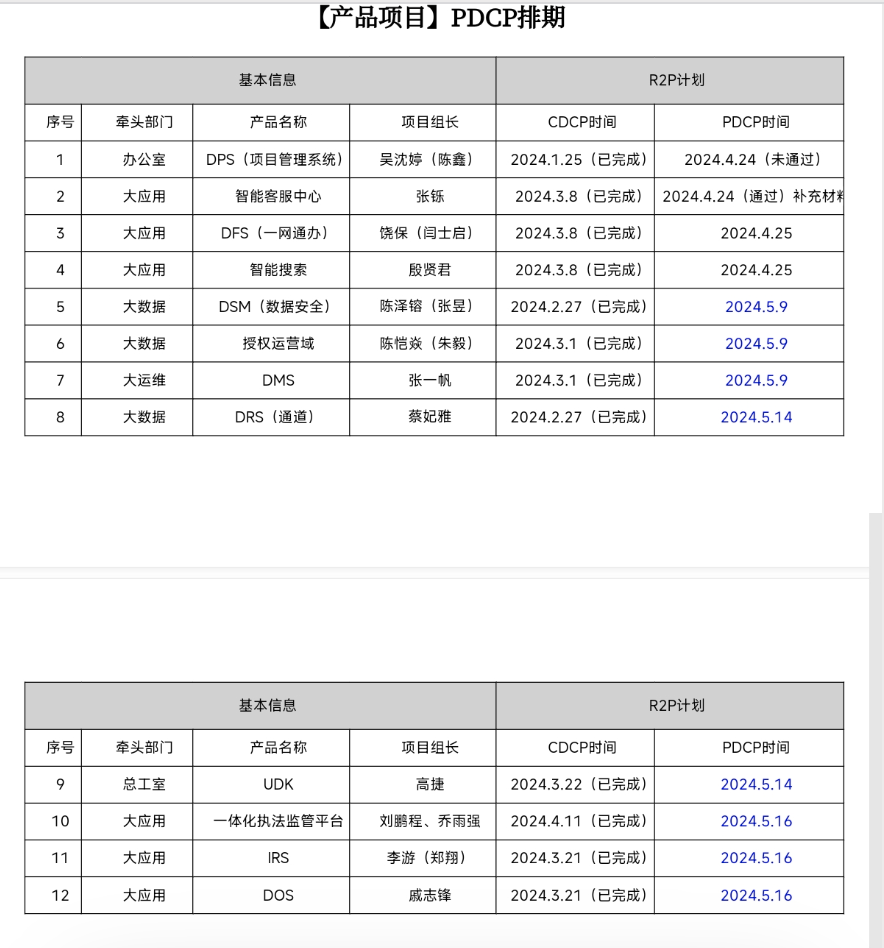 【产品项目】PDCP排期
基本信息 R2P计划
序号 牵头部门 产品名称 项目组长 CDCP时间 PDCP时间
1 办公室 DPS（项目管理系统） 吴沈婷（陈鑫） 2024.1.25（已完成） 2024.4.24（未通过）
2 大应用 智能客服中心 张铄 2024.3.8（已完成） 2024.4.24（通过）补充材料
3 大应用 DFS（一网通办） 饶保（闫士启） 2024.3.8（已完成） 2024.4.25
4 大应用 智能搜索 殷贤君 2024.3.8（已完成） 2024.4.25
5 大数据 DSM（数据安全） 陈泽镕（张昱） 2024.2.27（已完成） 2024.5.9
6 大数据 授权运营域 陈恺焱（朱毅） 2024.3.1（已完成） 2024.5.9
7 大运维 DMS 张一帆 2024.3.1（已完成） 2024.5.9
8 大数据 DRS（通道） 蔡妃雅 2024.2.27（已完成） 2024.5.14
基本信息 R2P计划
序号 牵头部门 产品名称 项目组长 CDCP时间 PDCP时间
9 总工室 UDK 高捷 2024.3.22（已完成） 2024.5.14
10 大应用 一体化执法监管平台 刘鹏程、乔雨强 2024.4.11（已完成） 2024.5.16
11 大应用 IRS 李游（郑翔） 2024.3.21（已完成） 2024.5.16
12 大应用 DOS 戚志锋 2024.3.21（已完成） 2024.5.16